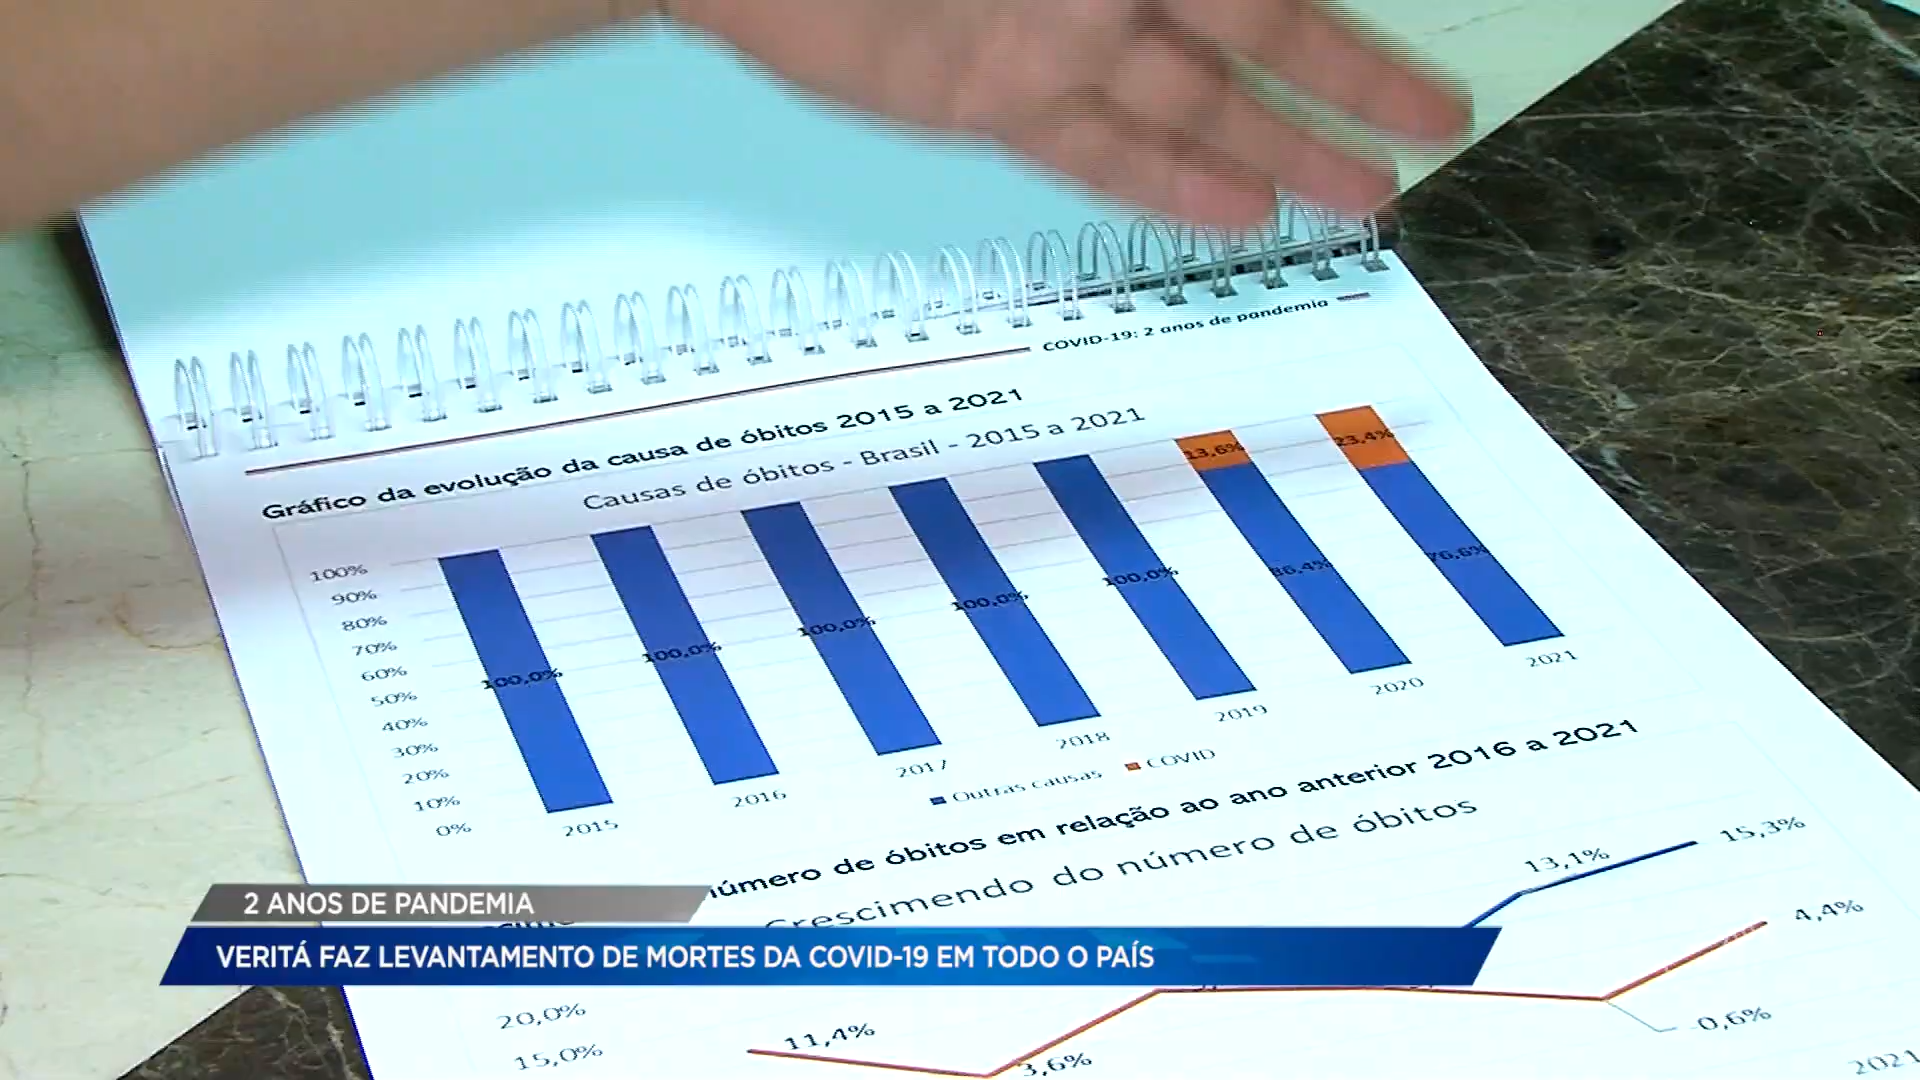 COVID-19: 2 anos de pandemia
Gráfico da evolução da causa de óbitos 2015 a 2021
Causas de óbitos - Brasil - 2015 a 2021
100%
90%
80%
70%
60%
50%
40%
30%
20%
10%
0%
100,0% 100,0% 100,0% 100,0% 100,0% 86,4% 76,6%
13,6% 23,4%
2015 2016 2017 2018 2019 2020 2021
Outras causas COVID
número de óbitos em relação ao ano anterior 2016 a 2021
Crescimendo do número de óbitos
13,1% 15,3%
4,4%
20,0%
15,0%
11,4%
3,6%
-0,6%
2021
2 ANOS DE PANDEMIA
VERITÁ FAZ LEVANTAMENTO DE MORTES DA COVID-19 EM TODO O PAÍS